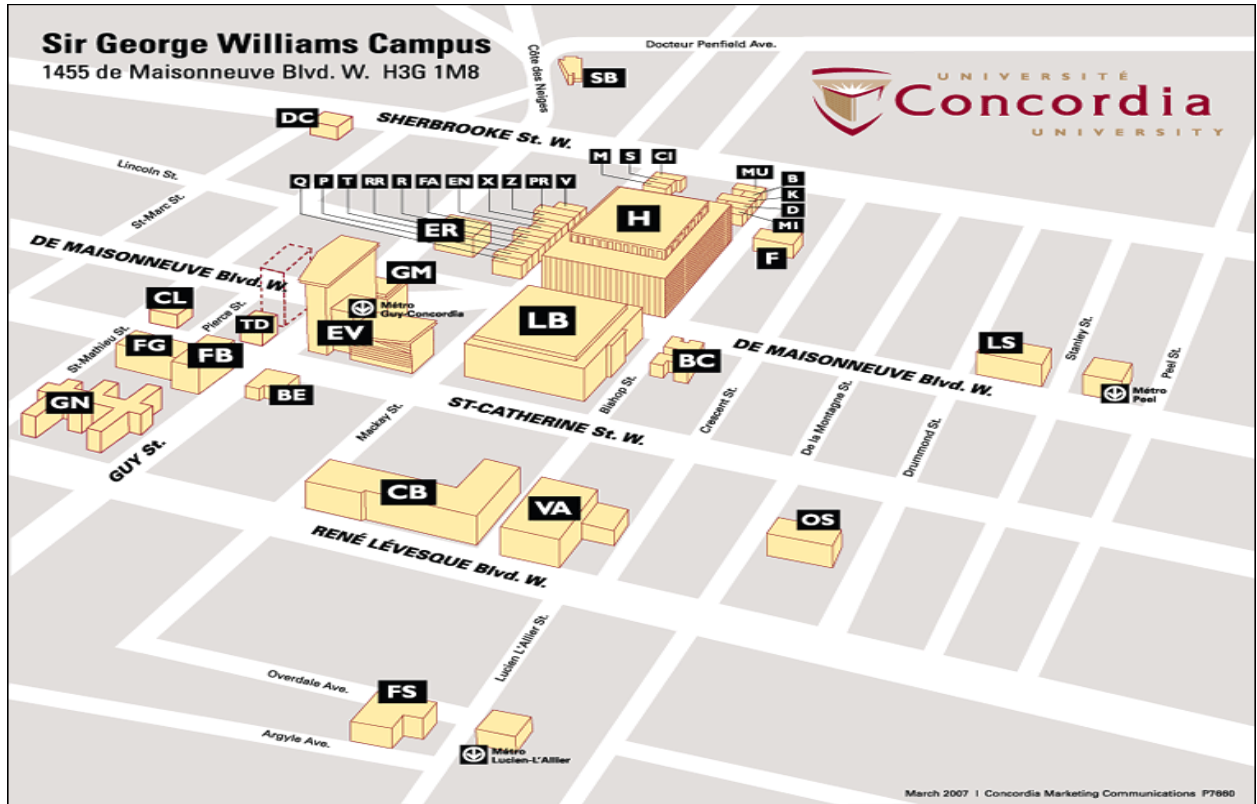 Sir George Williams Campus
1455 de Maisonneuve Blvd. W. H3G 1M8
Côte des Neiges
Docteur Penfield Ave.
SB
UNIVERSITÉ
Concordia
UNIVERSITY
DC
SHERBROOKE St. W.
Lincoln St.
St-Marc St.
M S CI
MU
B
K
D
MI
Q P T RR R FA EN X Z PR V
H
ER
F
DE MAISONNEUVE Blvd. W.
GM
Métro
Guy-Concordia
CL
Pierce St.
TD
EV
LB
St-Mathieu St.
FG
FB
BC
DE MAISONNEUVE Blvd. W.
LS
Stanley St.
Peel St.
Métro
Peel
GN
BE
Mackay St.
ST-CATHERINE St. W.
Bishop St.
Crescent St.
De la Montagne St.
Drummond St.
GUY St.
CB
VA
OS
RENÉ LÉVESQUE Blvd. W.
Lucien L'Allier St.
Overdale Ave.
FS
Argyle Ave.
Métro
Lucien-L'Allier
March 2007 | Concordia Marketing Communications P7660